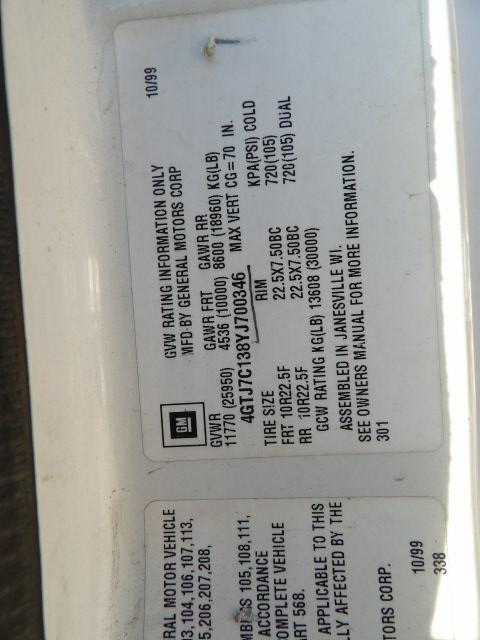 10/99
GVW RATING INFORMATION ONLY
MFD BY GENERAL MOTORS CORP
GM
GVWR GAWR FRT GAWR RR
11770 (25950) 4536 (10000) 8600 (18960) KG(LB)
4GTJ7C138YJ700346 MAX VERT CG=70 IN.
TIRE SIZE RIM KPA(PSI) COLD
FRT 10R22.5F 22.5X7.50BC 720(105)
RR 10R22.5F 22.5X7.50BC 720(105) DUAL
GCW RATING KG(LB) 13608 (30000)
ASSEMBLED IN JANESVILLE WI.
SEE OWNERS MANUAL FOR MORE INFORMATION.
301
RAL MOTOR VEHICLE
3,104,106,107,113,
5,206,207,208,
105,108,111,
ACCORDANCE
OMPLETE VEHICLE
RT 568.
APPLICABLE TO THIS
LY AFFECTED BY THE
TORS CORP.
10/99
338